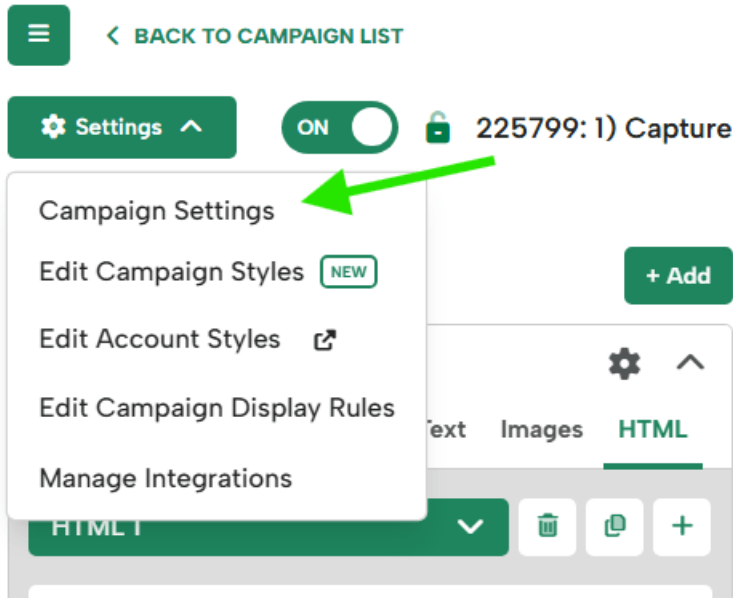 BACK TO CAMPAIGN LIST
Settings
ON
225799: 1) Capture
Campaign Settings
Edit Campaign Styles NEW
+ Add
Edit Account Styles
Edit Campaign Display Rules
Text Images HTML
Manage Integrations
HTML 1